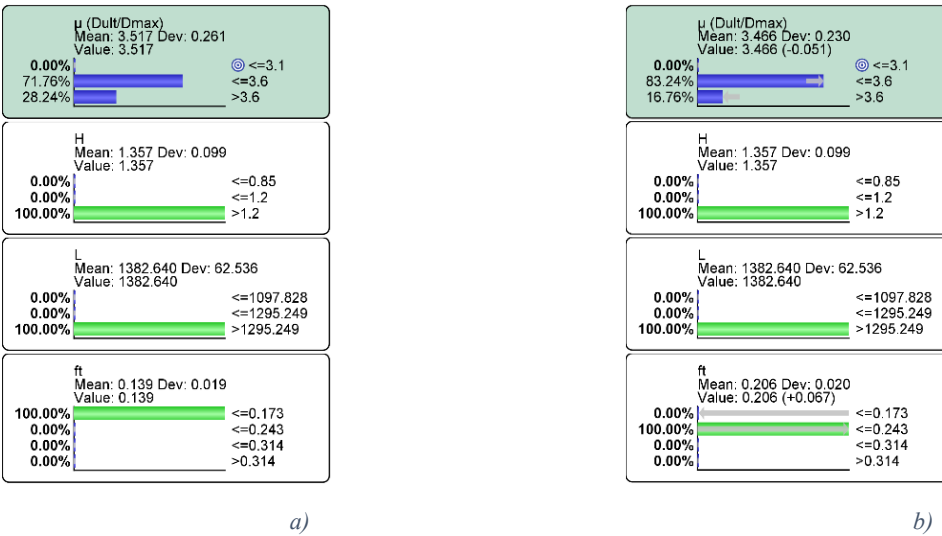 μ (Dult/Dmax)
Mean: 3.517 Dev: 0.261
Value: 3.517
0.00% <=3.1
71.76% <=3.6
28.24% >3.6
H
Mean: 1.357 Dev: 0.099
Value: 1.357
0.00% <=0.85
0.00% <=1.2
100.00% >1.2
L
Mean: 1382.640 Dev: 62.536
Value: 1382.640
0.00% <=1097.828
0.00% <=1295.249
100.00% >1295.249
ft
Mean: 0.139 Dev: 0.019
Value: 0.139
100.00% <=0.173
0.00% <=0.243
0.00% <=0.314
0.00% >0.314
a)
μ (Dult/Dmax)
Mean: 3.466 Dev: 0.230
Value: 3.466 (-0.051)
0.00% <=3.1
83.24% <=3.6
16.76% >3.6
H
Mean: 1.357 Dev: 0.099
Value: 1.357
0.00% <=0.85
0.00% <=1.2
100.00% >1.2
L
Mean: 1382.640 Dev: 62.536
Value: 1382.640
0.00% <=1097.828
0.00% <=1295.249
100.00% >1295.249
ft
Mean: 0.206 Dev: 0.020
Value: 0.206 (+0.067)
0.00% <=0.173
100.00% <=0.243
0.00% <=0.314
0.00% >0.314
b)